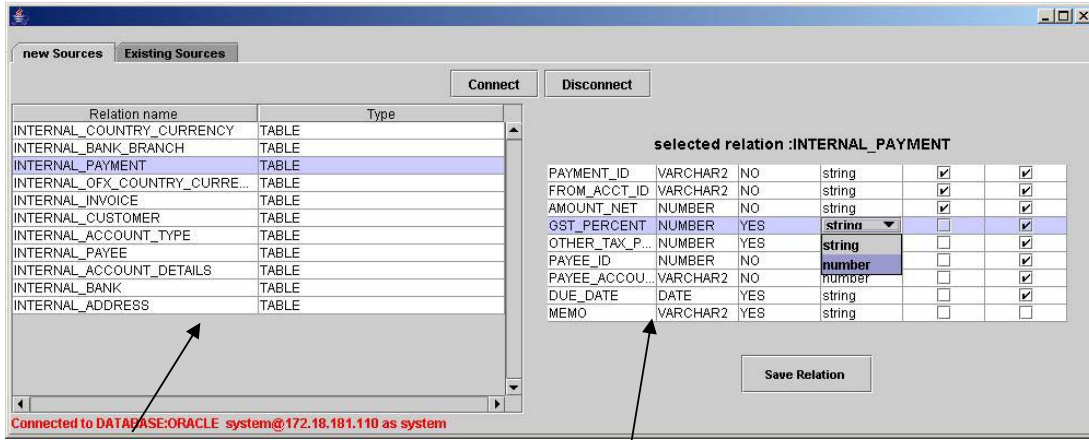 new Sources Existing Sources
Connect Disconnect
Relation name Type
INTERNAL_COUNTRY_CURRENCY TABLE
INTERNAL_BANK_BRANCH TABLE
INTERNAL_PAYMENT TABLE
INTERNAL_OFX_COUNTRY_CURRE... TABLE
INTERNAL_INVOICE TABLE
INTERNAL_CUSTOMER TABLE
INTERNAL_ACCOUNT_TYPE TABLE
INTERNAL_PAYEE TABLE
INTERNAL_ACCOUNT_DETAILS TABLE
INTERNAL_BANK TABLE
INTERNAL_ADDRESS TABLE
Connected to DATABASE:ORACLE system@172.18.181.110 as system
selected relation :INTERNAL_PAYMENT
PAYMENT_ID VARCHAR2 NO string
FROM_ACCT_ID VARCHAR2 NO string
AMOUNT_NET NUMBER NO string
GST_PERCENT NUMBER YES string
OTHER_TAX_P... NUMBER YES string
PAYEE_ID NUMBER NO number
PAYEE_ACCOU... VARCHAR2 NO number
DUE_DATE DATE YES string
MEMO VARCHAR2 YES string
Save Relation